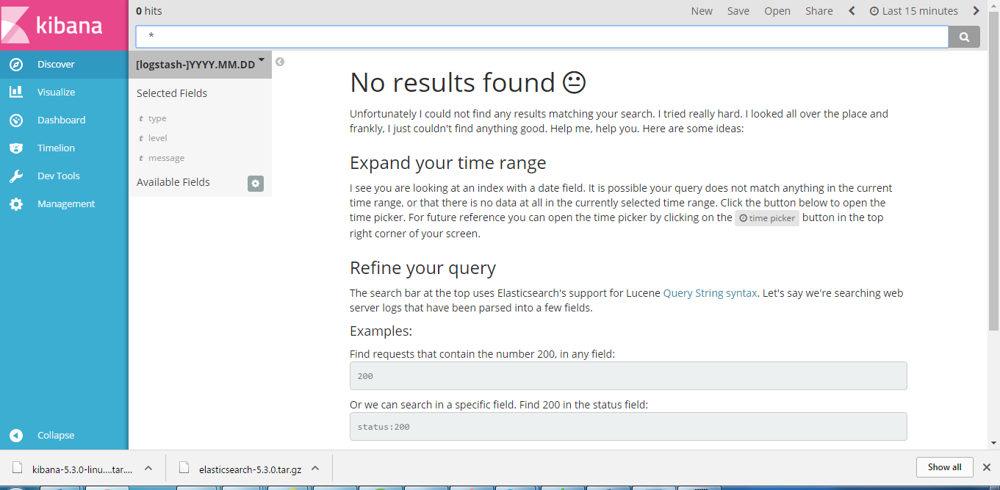 kibana
0 hits
New Save Open Share Last 15 minutes
*
Discover
Visualize
Dashboard
Timelion
Dev Tools
Management
Collapse
[logstash-]YYYY.MM.DD
Selected Fields
t type
t level
t message
Available Fields
No results found
Unfortunately I could not find any results matching your search. I tried really hard. I looked all over the place and
frankly, I just couldn't find anything good. Help me, help you. Here are some ideas:
Expand your time range
I see you are looking at an index with a date field. It is possible your query does not match anything in the current
time range, or that there is no data at all in the currently selected time range. Click the button below to open the
time picker. For future reference you can open the time picker by clicking on the time picker button in the top
right corner of your screen.
Refine your query
The search bar at the top uses Elasticsearch's support for Lucene Query String syntax. Let's say we're searching web
server logs that have been parsed into a few fields.
Examples:
Find requests that contain the number 200, in any field:
200
Or we can search in a specific field. Find 200 in the status field:
status:200
kibana-5.3.0-linu....tar....
elasticsearch-5.3.0.tar.gz
Show all